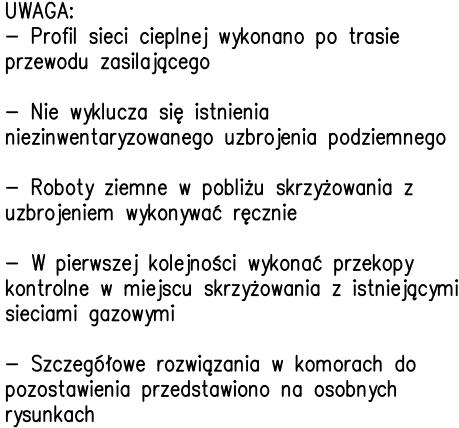 UWAGA:
– Profil sieci cieplnej wykonano po trasie
przewodu zasilającego
– Nie wyklucza się istnienia
niezinwentaryzowanego uzbrojenia podziemnego
– Roboty ziemne w pobliżu skrzyżowania z
uzbrojeniem wykonywać ręcznie
– W pierwszej kolejności wykonać przekopy
kontrolne w miejscu skrzyżowania z istniejącymi
sieciami gazowymi
– Szczegółowe rozwiązania w komorach do
pozostawienia przedstawiono na osobnych
rysunkach